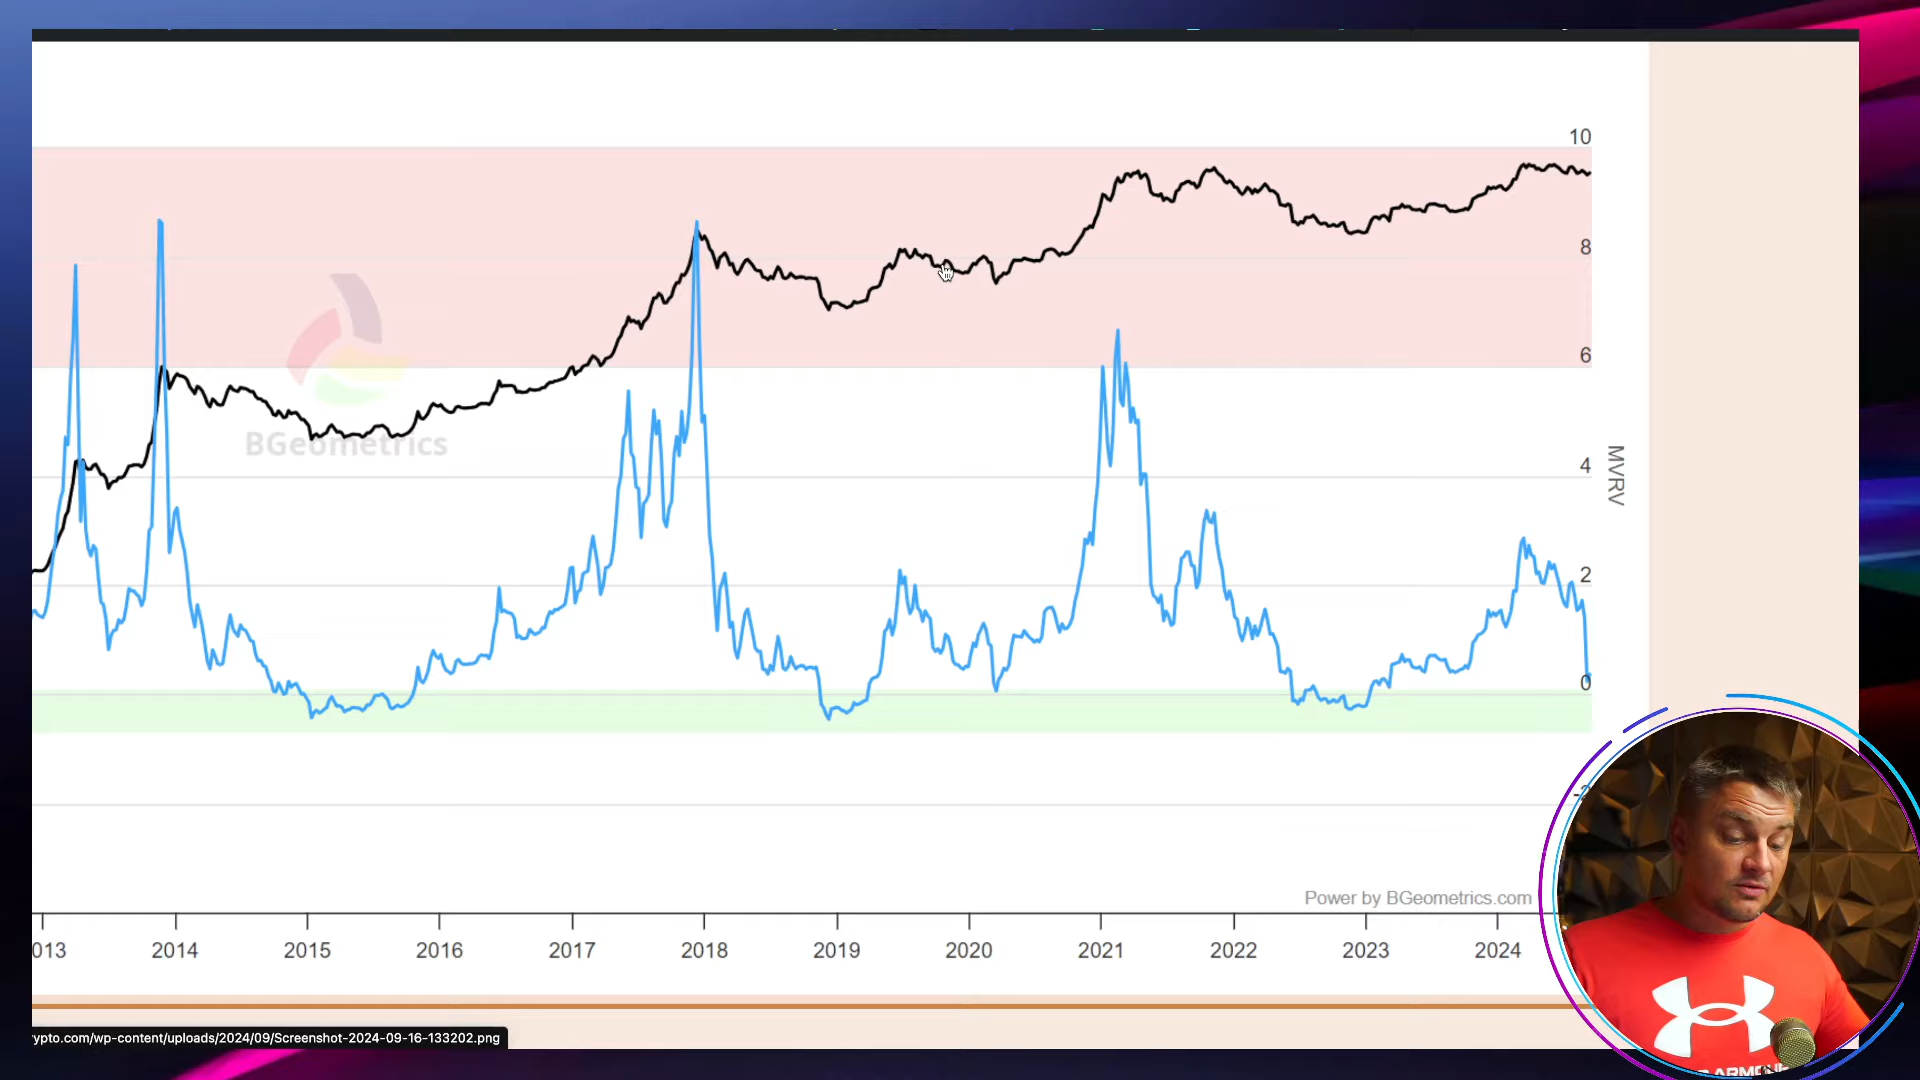 10
8
6
4
2
0
MVRV
BGeometrics
Power by BGeometrics.com
013 2014 2015 2016 2017 2018 2019 2020 2021 2022 2023 2024
ypto.com/wp-content/uploads/2024/09/Screenshot-2024-09-16-133202.png